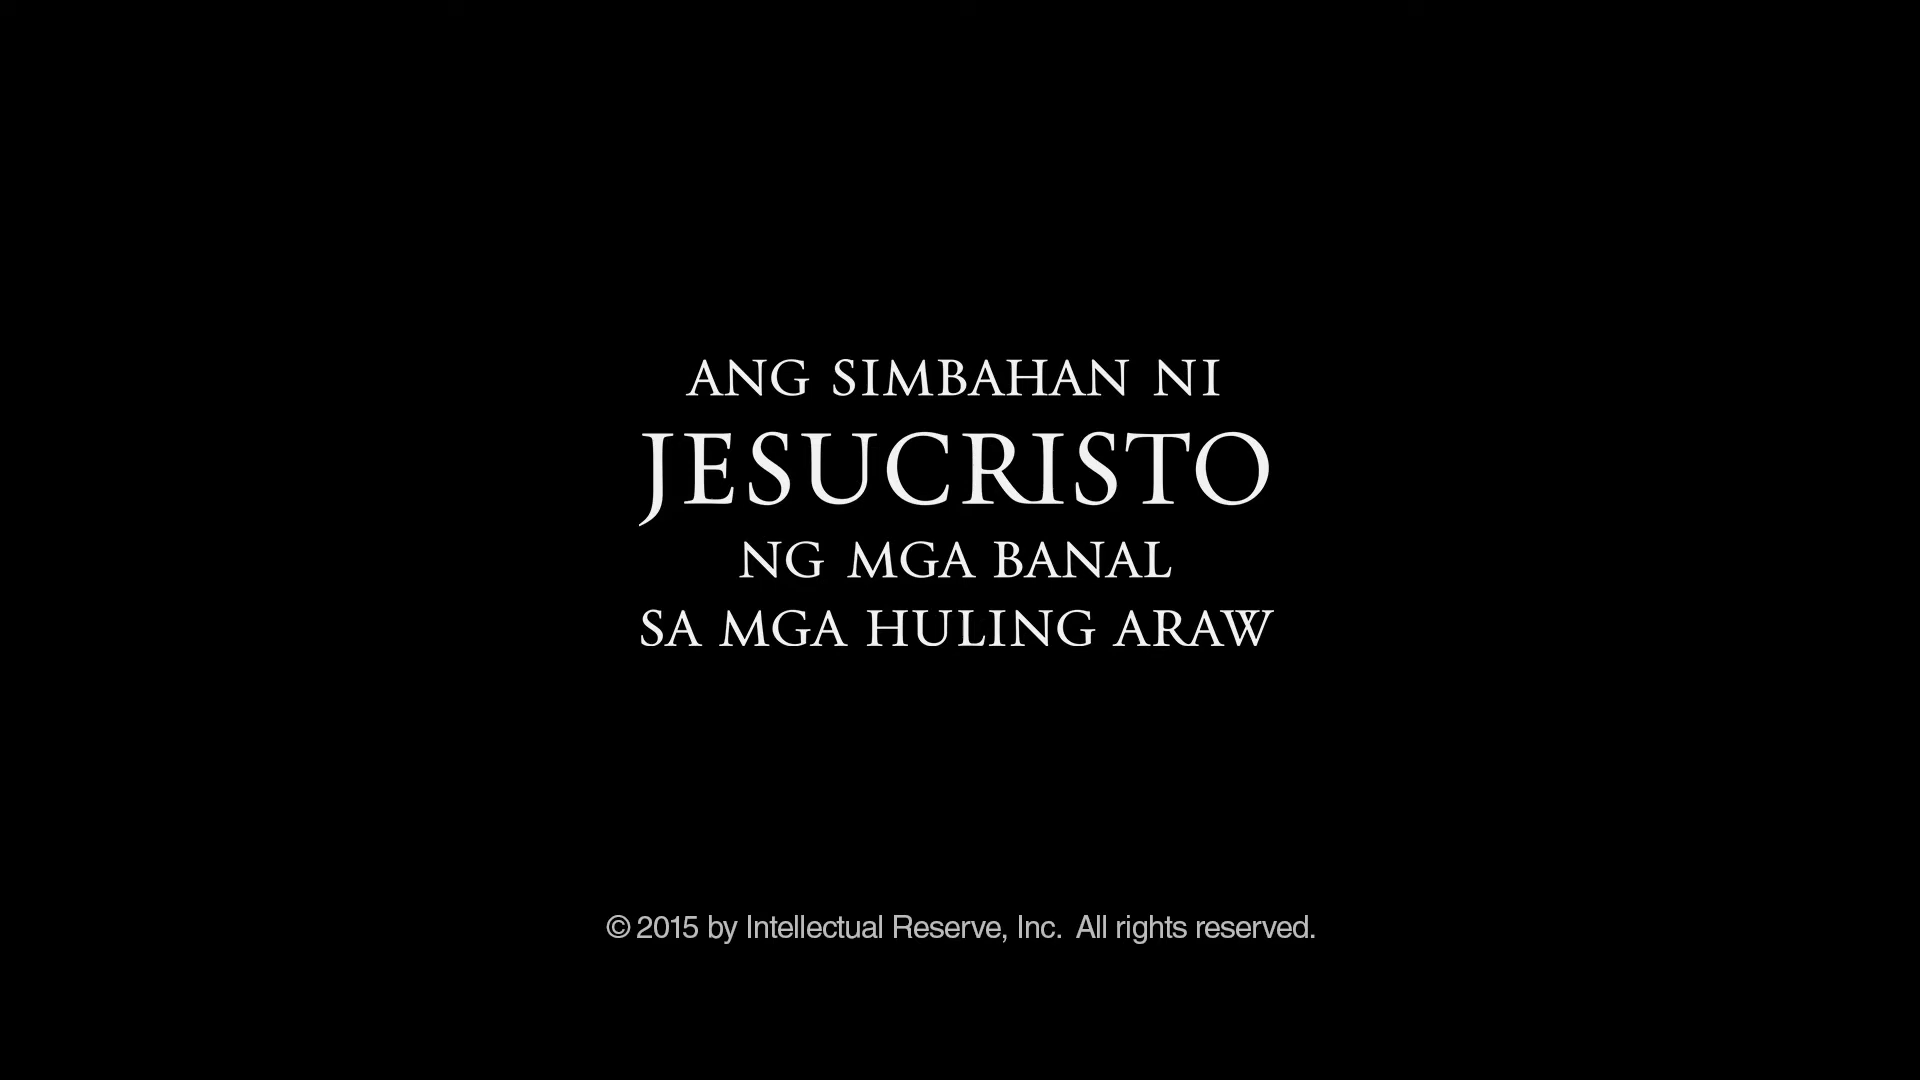 ANG SIMBAHAN NI
JESUCRISTO
NG MGA BANAL
SA MGA HULING ARAW
© 2015 by Intellectual Reserve, Inc. All rights reserved.